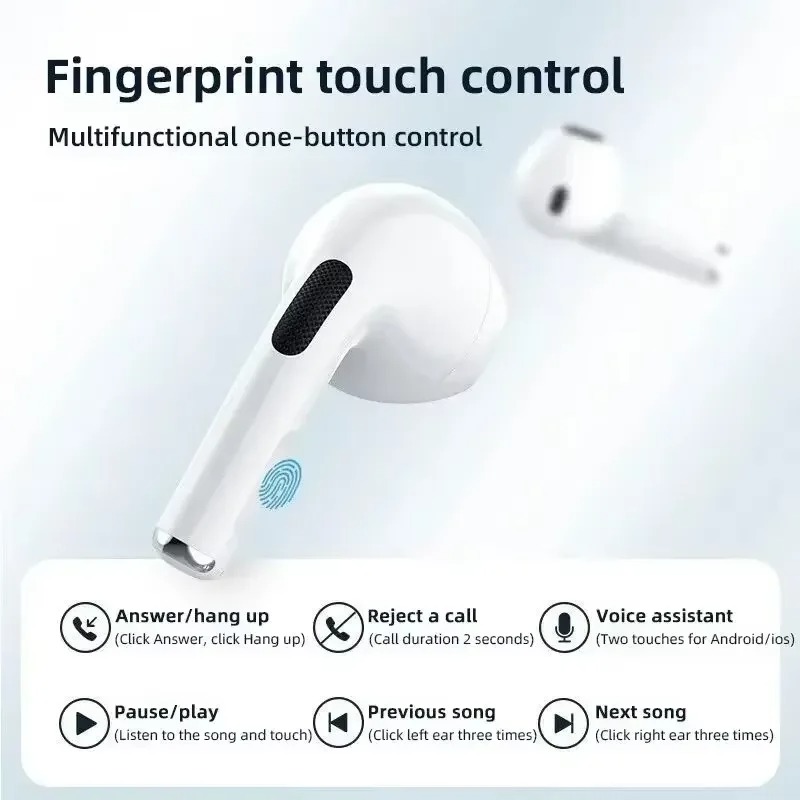 Fingerprint touch control
Multifunctional one-button control
Answer/hang up
(Click Answer, click Hang up)
Reject a call
(Call duration 2 seconds)
Voice assistant
(Two touches for Android/ios)
Pause/play
(Listen to the song and touch)
Previous song
(Click left ear three times)
Next song
(Click right ear three times)